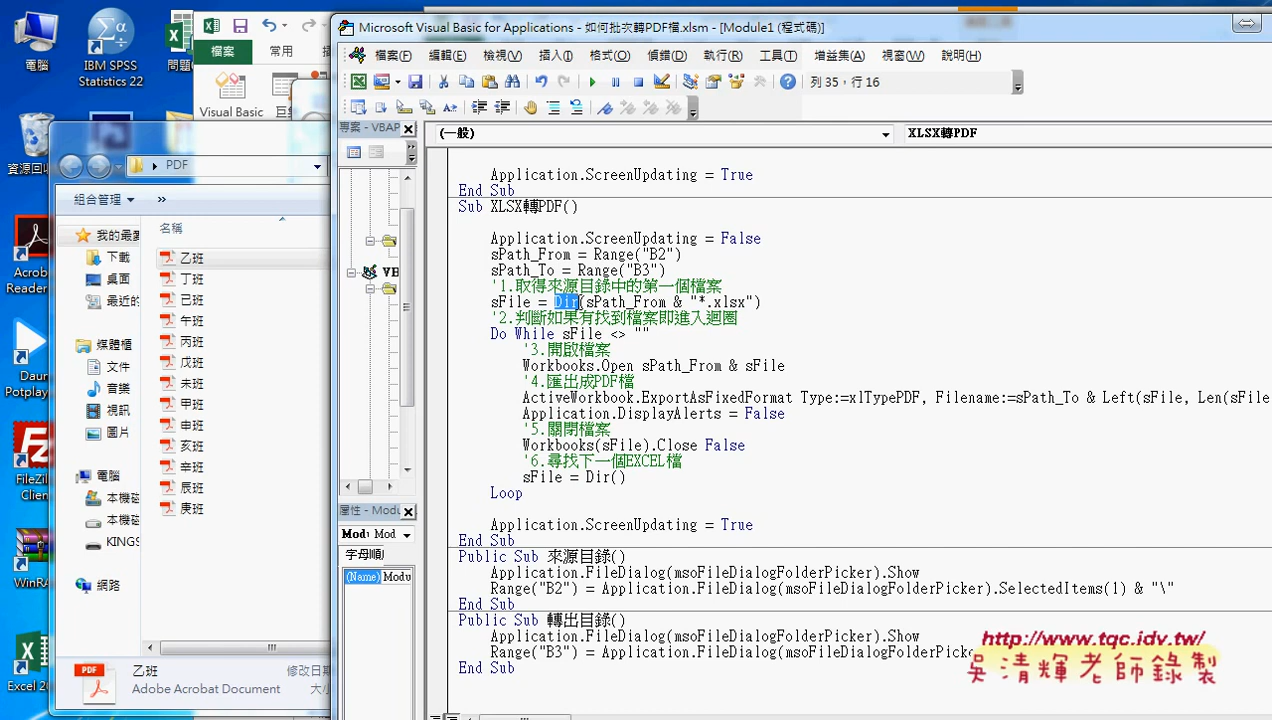 Microsoft Visual Basic for Applications - 如何批次轉PDF檔.xlsm - [Module1 (程式碼)]
檔案(F) 編輯(E) 檢視(V) 插入(I) 格式(O) 偵錯(D) 執行(R) 工具(T) 增益集(A) 視窗(W) 說明(H)
列 35，行 16
專案 - VBAP
(一般)
XLSX轉PDF
Application.ScreenUpdating = True
End Sub
Sub XLSX轉PDF()
Application.ScreenUpdating = False
sPath_From = Range("B2")
sPath_To = Range("B3")
'1.取得來源目錄中的第一個檔案
sFile = Dir(sPath_From & "*.xlsx")
'2.判斷如果有找到檔案即進入迴圈
Do While sFile <> ""
'3.開啟檔案
Workbooks.Open sPath_From & sFile
'4.匯出成PDF檔
ActiveWorkbook.ExportAsFixedFormat Type:=xlTypePDF, Filename:=sPath_To & Left(sFile, Len(sFile
Application.DisplayAlerts = False
'5.關閉檔案
Workbooks(sFile).Close False
'6.尋找下一個EXCEL檔
sFile = Dir()
Loop
Application.ScreenUpdating = True
End Sub
Public Sub 來源目錄()
Application.FileDialog(msoFileDialogFolderPicker).Show
Range("B2") = Application.FileDialog(msoFileDialogFolderPicker).SelectedItems(1) & "\"
End Sub
Public Sub 轉出目錄()
Application.FileDialog(msoFileDialogFolderPicker).Show
Range("B3") = Application.FileDialog(msoFileDialogFolderPicke
End Sub
http://www.tqc.idv.tw/
吳清輝老師錄製
VB
屬性 - Modu
Modu Mod
字母順
(Name) Modu
電腦
IBM SPSS
Statistics 22
問題
檔案
常用
Visual Basic
資源回收
Acrobat
Reader
Daum
Potplayer
FileZilla
Client
WinRA
Excel 20
PDF
組合管理
»
名稱
我的最愛
下載
桌面
最近的
媒體櫃
文件
音樂
視訊
圖片
電腦
本機磁
本機磁
KINGS
網路
乙班
丁班
己班
午班
丙班
戊班
未班
甲班
申班
亥班
辛班
辰班
庚班
PDF
乙班
修改日期
Adobe Acrobat Document
大小